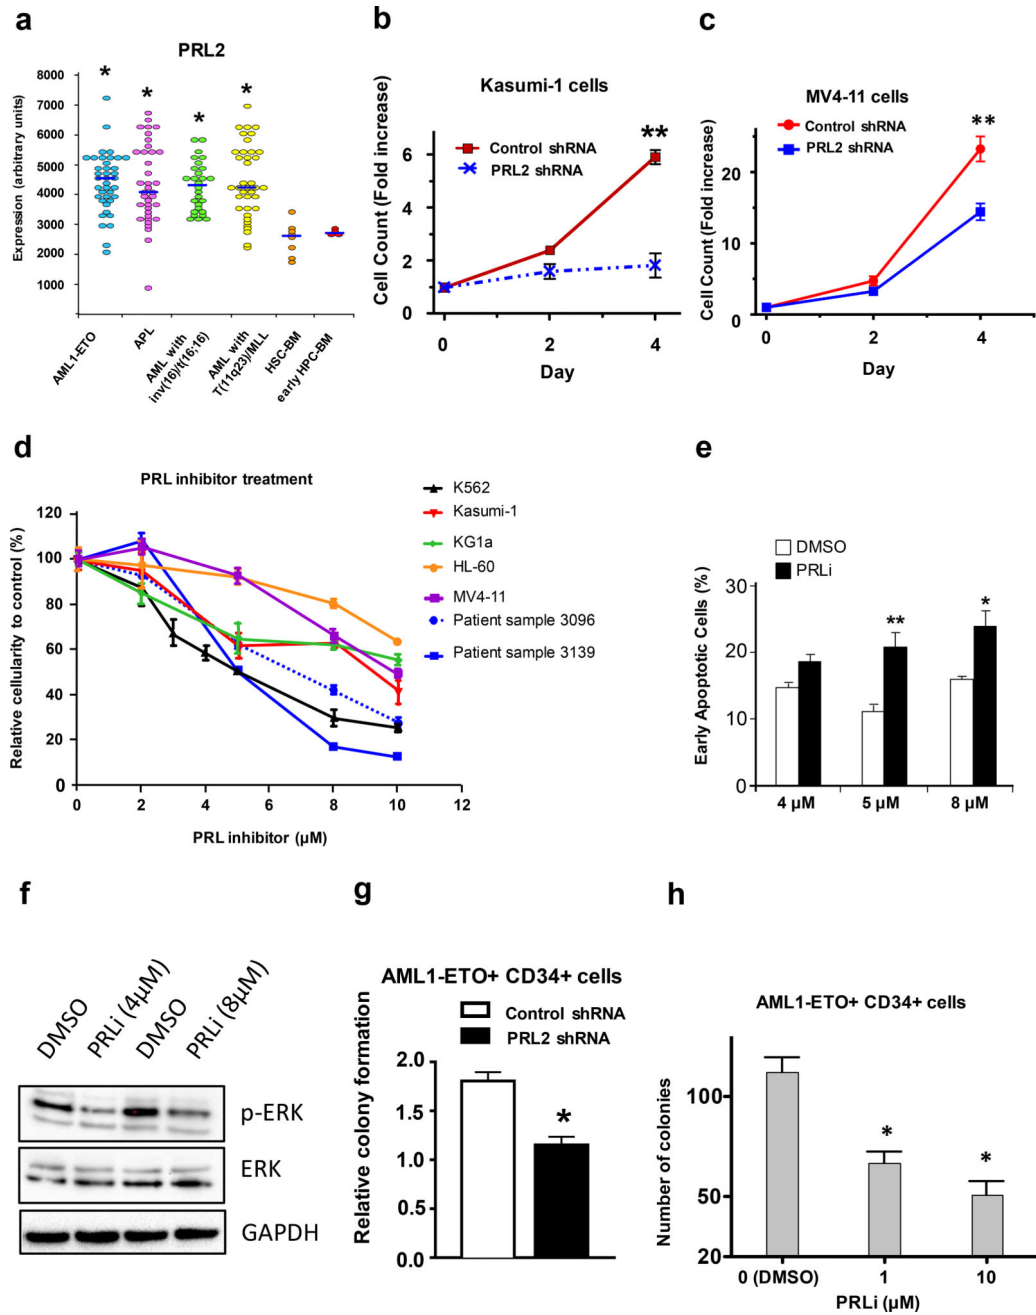 a
PRL2
Expression (arbitrary units)
8000
7000
6000
5000
4000
3000
2000
1000
*
*
*
*
AML1-ETO
APL
AML with
inv(16)/t(16;16)
AML with
T(11q23)/MLL
HSC-BM
early HPC-BM
b
Kasumi-1 cells
Control shRNA
PRL2 shRNA
**
Cell Count (Fold increase)
6
4
2
0
0
2
4
Day
c
MV4-11 cells
Control shRNA
PRL2 shRNA
**
Cell Count (Fold increase)
20
10
0
0
2
4
Day
d
PRL inhibitor treatment
Relative cellularity to control (%)
120
100
80
60
40
20
0
0
2
4
6
8
10
12
PRL inhibitor (µM)
K562
Kasumi-1
KG1a
HL-60
MV4-11
Patient sample 3096
Patient sample 3139
e
DMSO
PRLi
Early Apoptotic Cells (%)
30
20
10
0
**
*
4 µM
5 µM
8 µM
f
DMSO
PRLi (4µM)
DMSO
PRLi (8µM)
p-ERK
ERK
GAPDH
g
AML1-ETO+ CD34+ cells
Control shRNA
PRL2 shRNA
Relative colony formation
2.0
1.5
1.0
0.5
0.0
*
h
AML1-ETO+ CD34+ cells
Number of colonies
100
50
20
*
*
0 (DMSO)
1
10
PRLi (µM)